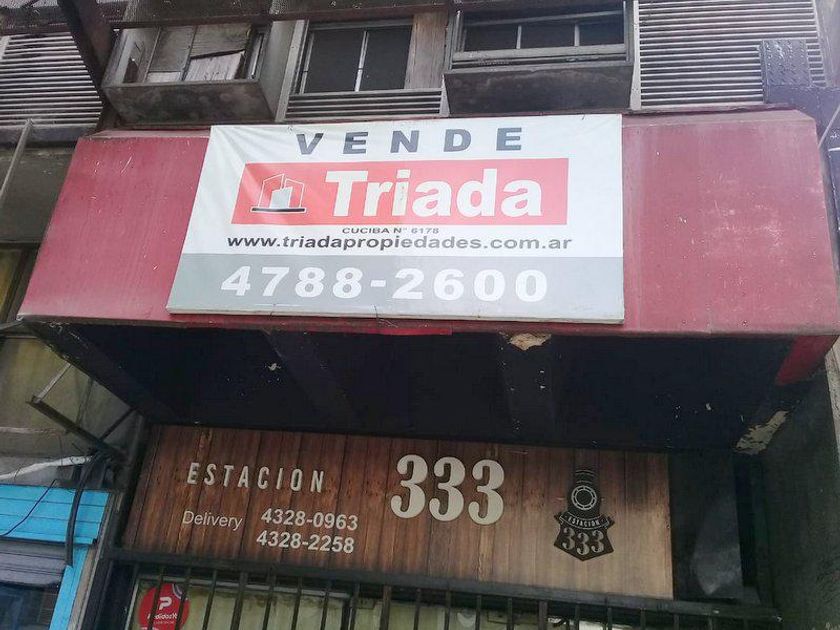 VENDE
Triada
CUCIBA N° 6178
www.triadapropiedades.com.ar
4788-2600
ESTACION
333
Delivery 4328-0963
4328-2258
ESTACION
333
PedidosYa